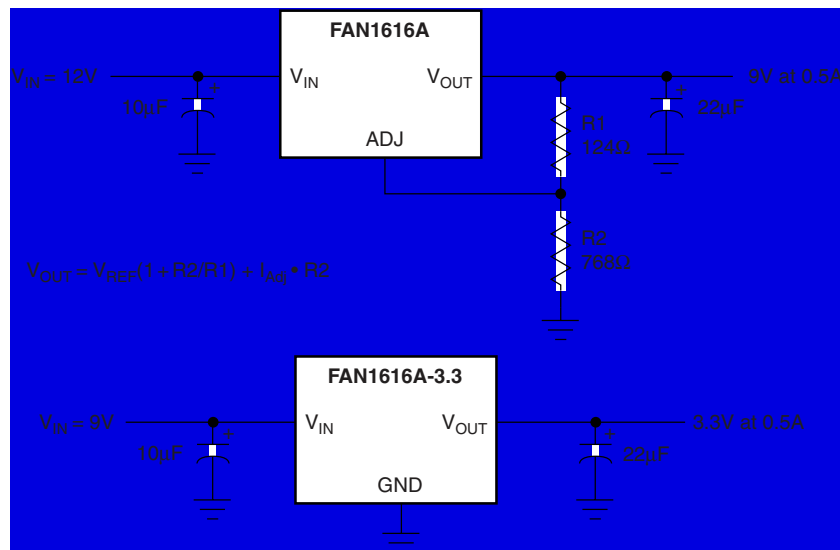 FAN1616A
V_IN = 12V
V_IN
V_OUT
9V at 0.5A
10µF
22µF
ADJ
R1
124Ω
R2
768Ω
V_OUT = V_REF(1 + R2/R1) + I_Adj • R2
FAN1616A-3.3
V_IN = 9V
V_IN
V_OUT
3.3V at 0.5A
10µF
22µF
GND